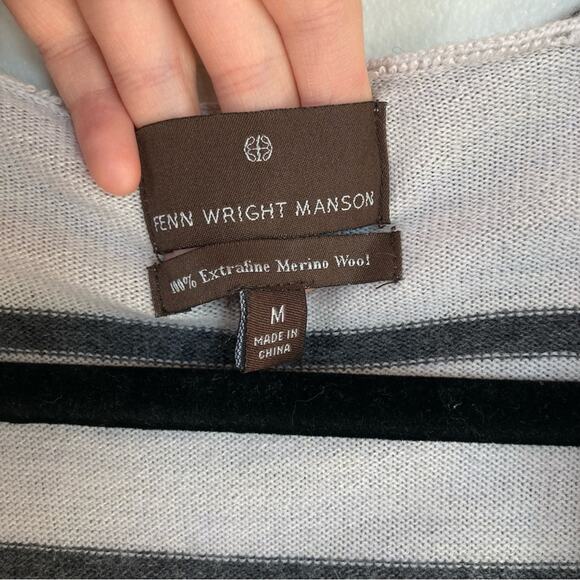 FENN WRIGHT MANSON
100% Extrafine Merino Wool
M
MADE IN
CHINA